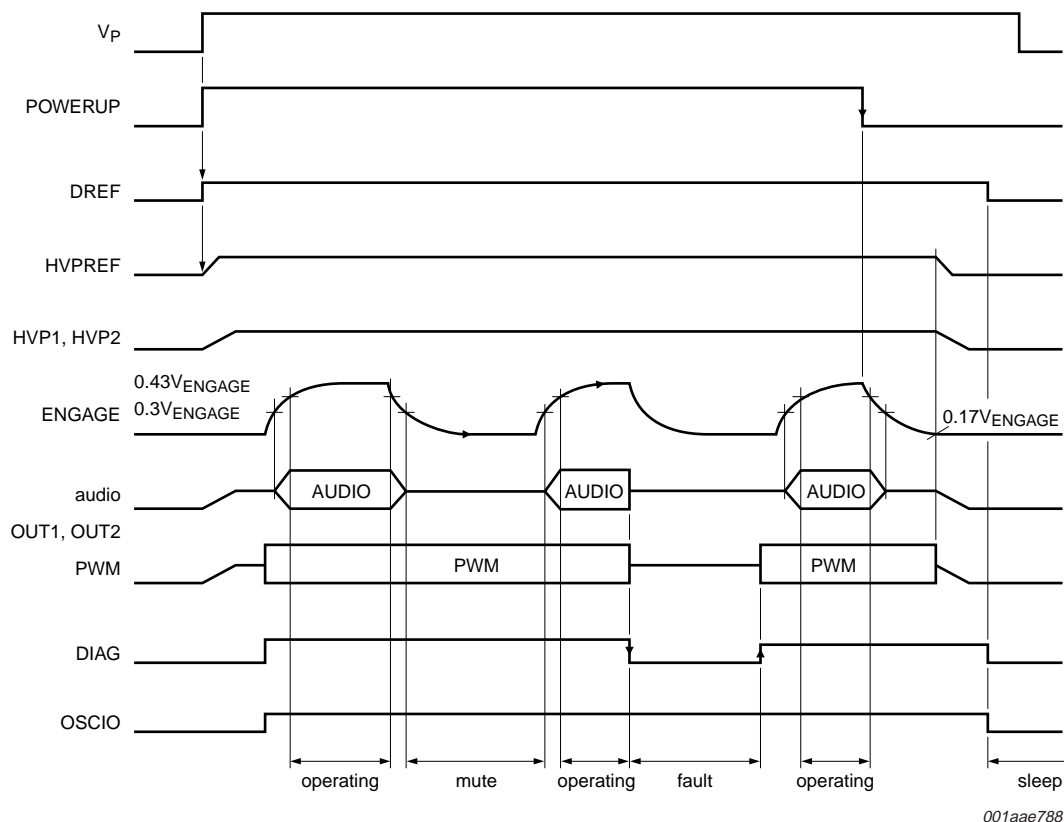 VP
POWERUP
DREF
HVPREF
HVP1, HVP2
0.43VENGAGE
ENGAGE
0.3VENGAGE
0.17VENGAGE
audio
AUDIO AUDIO AUDIO
OUT1, OUT2
PWM
PWM PWM
DIAG
OSCIO
operating mute operating fault operating sleep
001aae788